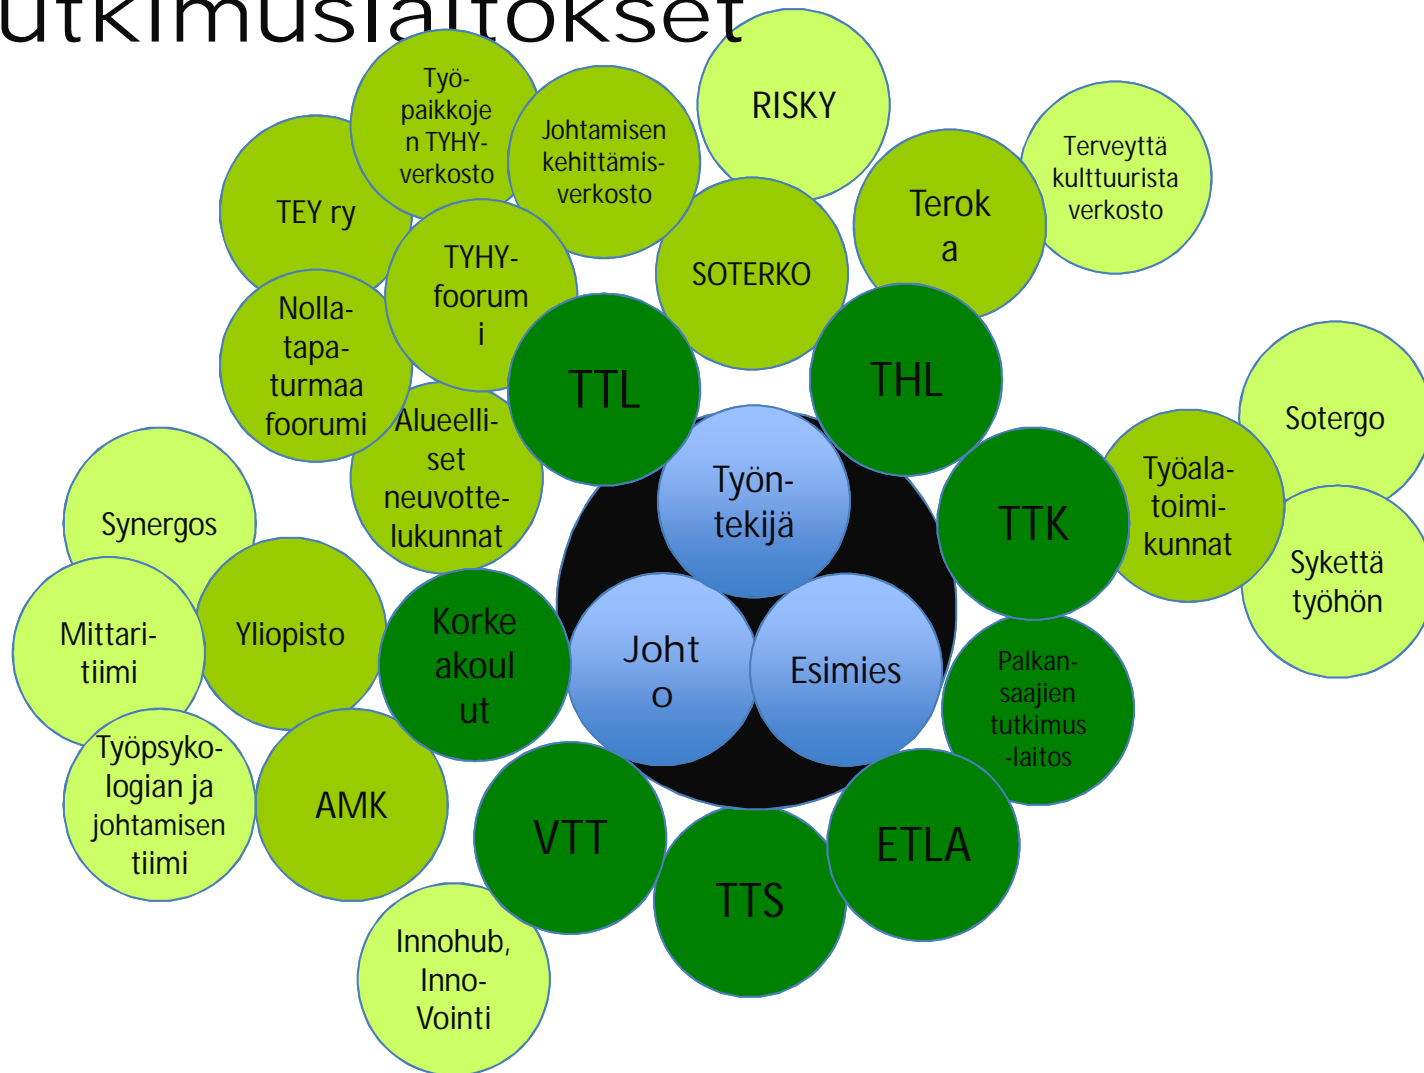 utkimuslaitokset
Työ-
paikkoje
n TYHY-
verkosto
Johtamisen
kehittämis-
verkosto
RISKY
Terveyttä
kulttuurista
verkosto
TEY ry
TYHY-
foorum
i
SOTERKO
Terok
a
Nolla-
tapa-
turmaa
foorumi
TTL
THL
Alueelli-
set
neuvotte-
lukunnat
Työn-
tekijä
TTK
Työala-
toimi-
kunnat
Sotergo
Sykettä
työhön
Synergos
Mittari-
tiimi
Yliopisto
Korke
akoul
ut
Joht
o
Esimies
Palkan-
saajien
tutkimus
-laitos
Työpsyko-
logian ja
johtamisen
tiimi
AMK
VTT
TTS
ETLA
Innohub,
Inno-
Vointi